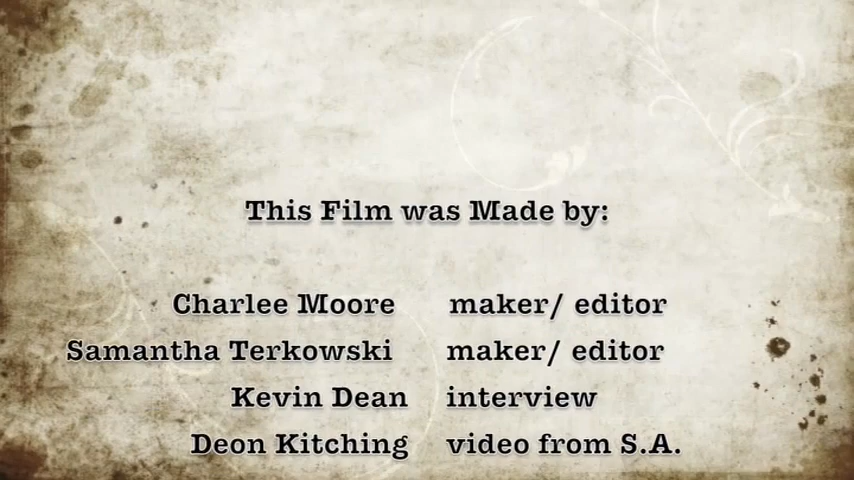 This Film was Made by:
Charlee Moore maker/ editor
Samantha Terkowski maker/ editor
Kevin Dean interview
Deon Kitching video from S.A.